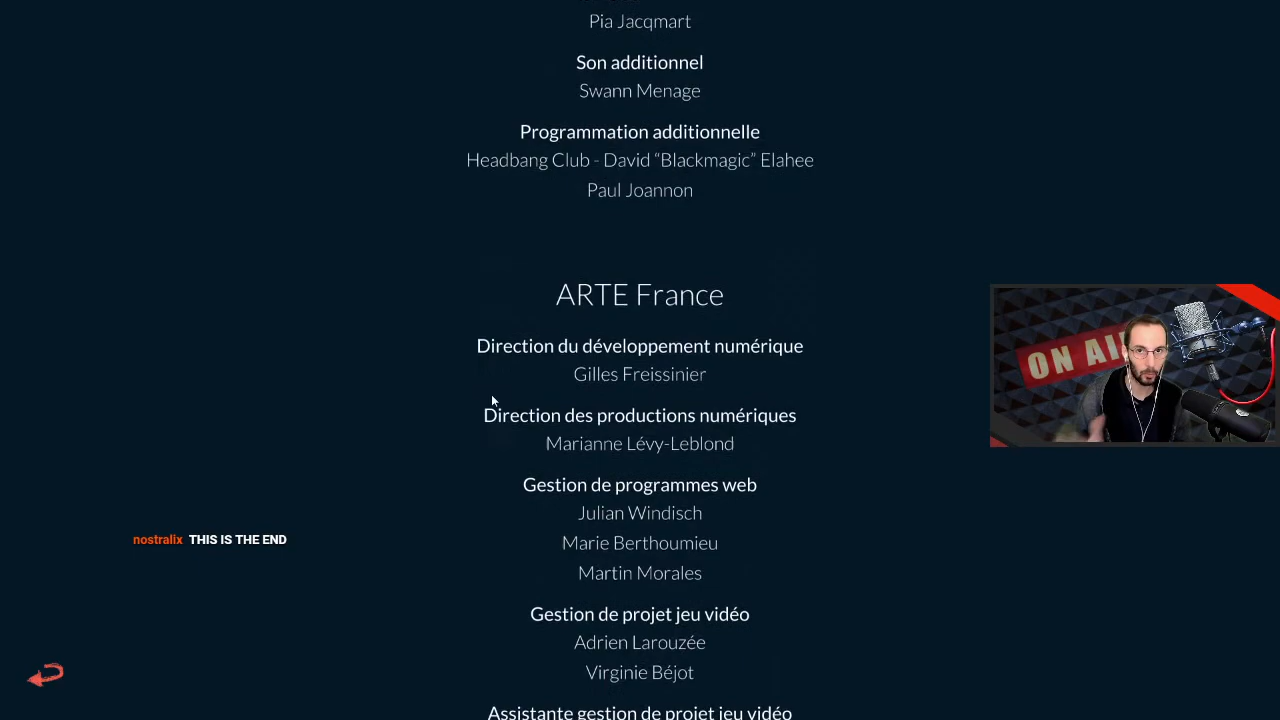 Pia Jacqmart
Son additionnel
Swann Menage
Programmation additionnelle
Headbang Club - David “Blackmagic” Elahee
Paul Joannon
ARTE France
Direction du développement numérique
Gilles Freissinier
Direction des productions numériques
Marianne Lévy-Leblond
Gestion de programmes web
Julian Windisch
Marie Berthoumieu
Martin Morales
Gestion de projet jeu vidéo
Adrien Larouzée
Virginie Béjot
Assistante gestion de projet jeu vidéo
nostralix THIS IS THE END
ON AI